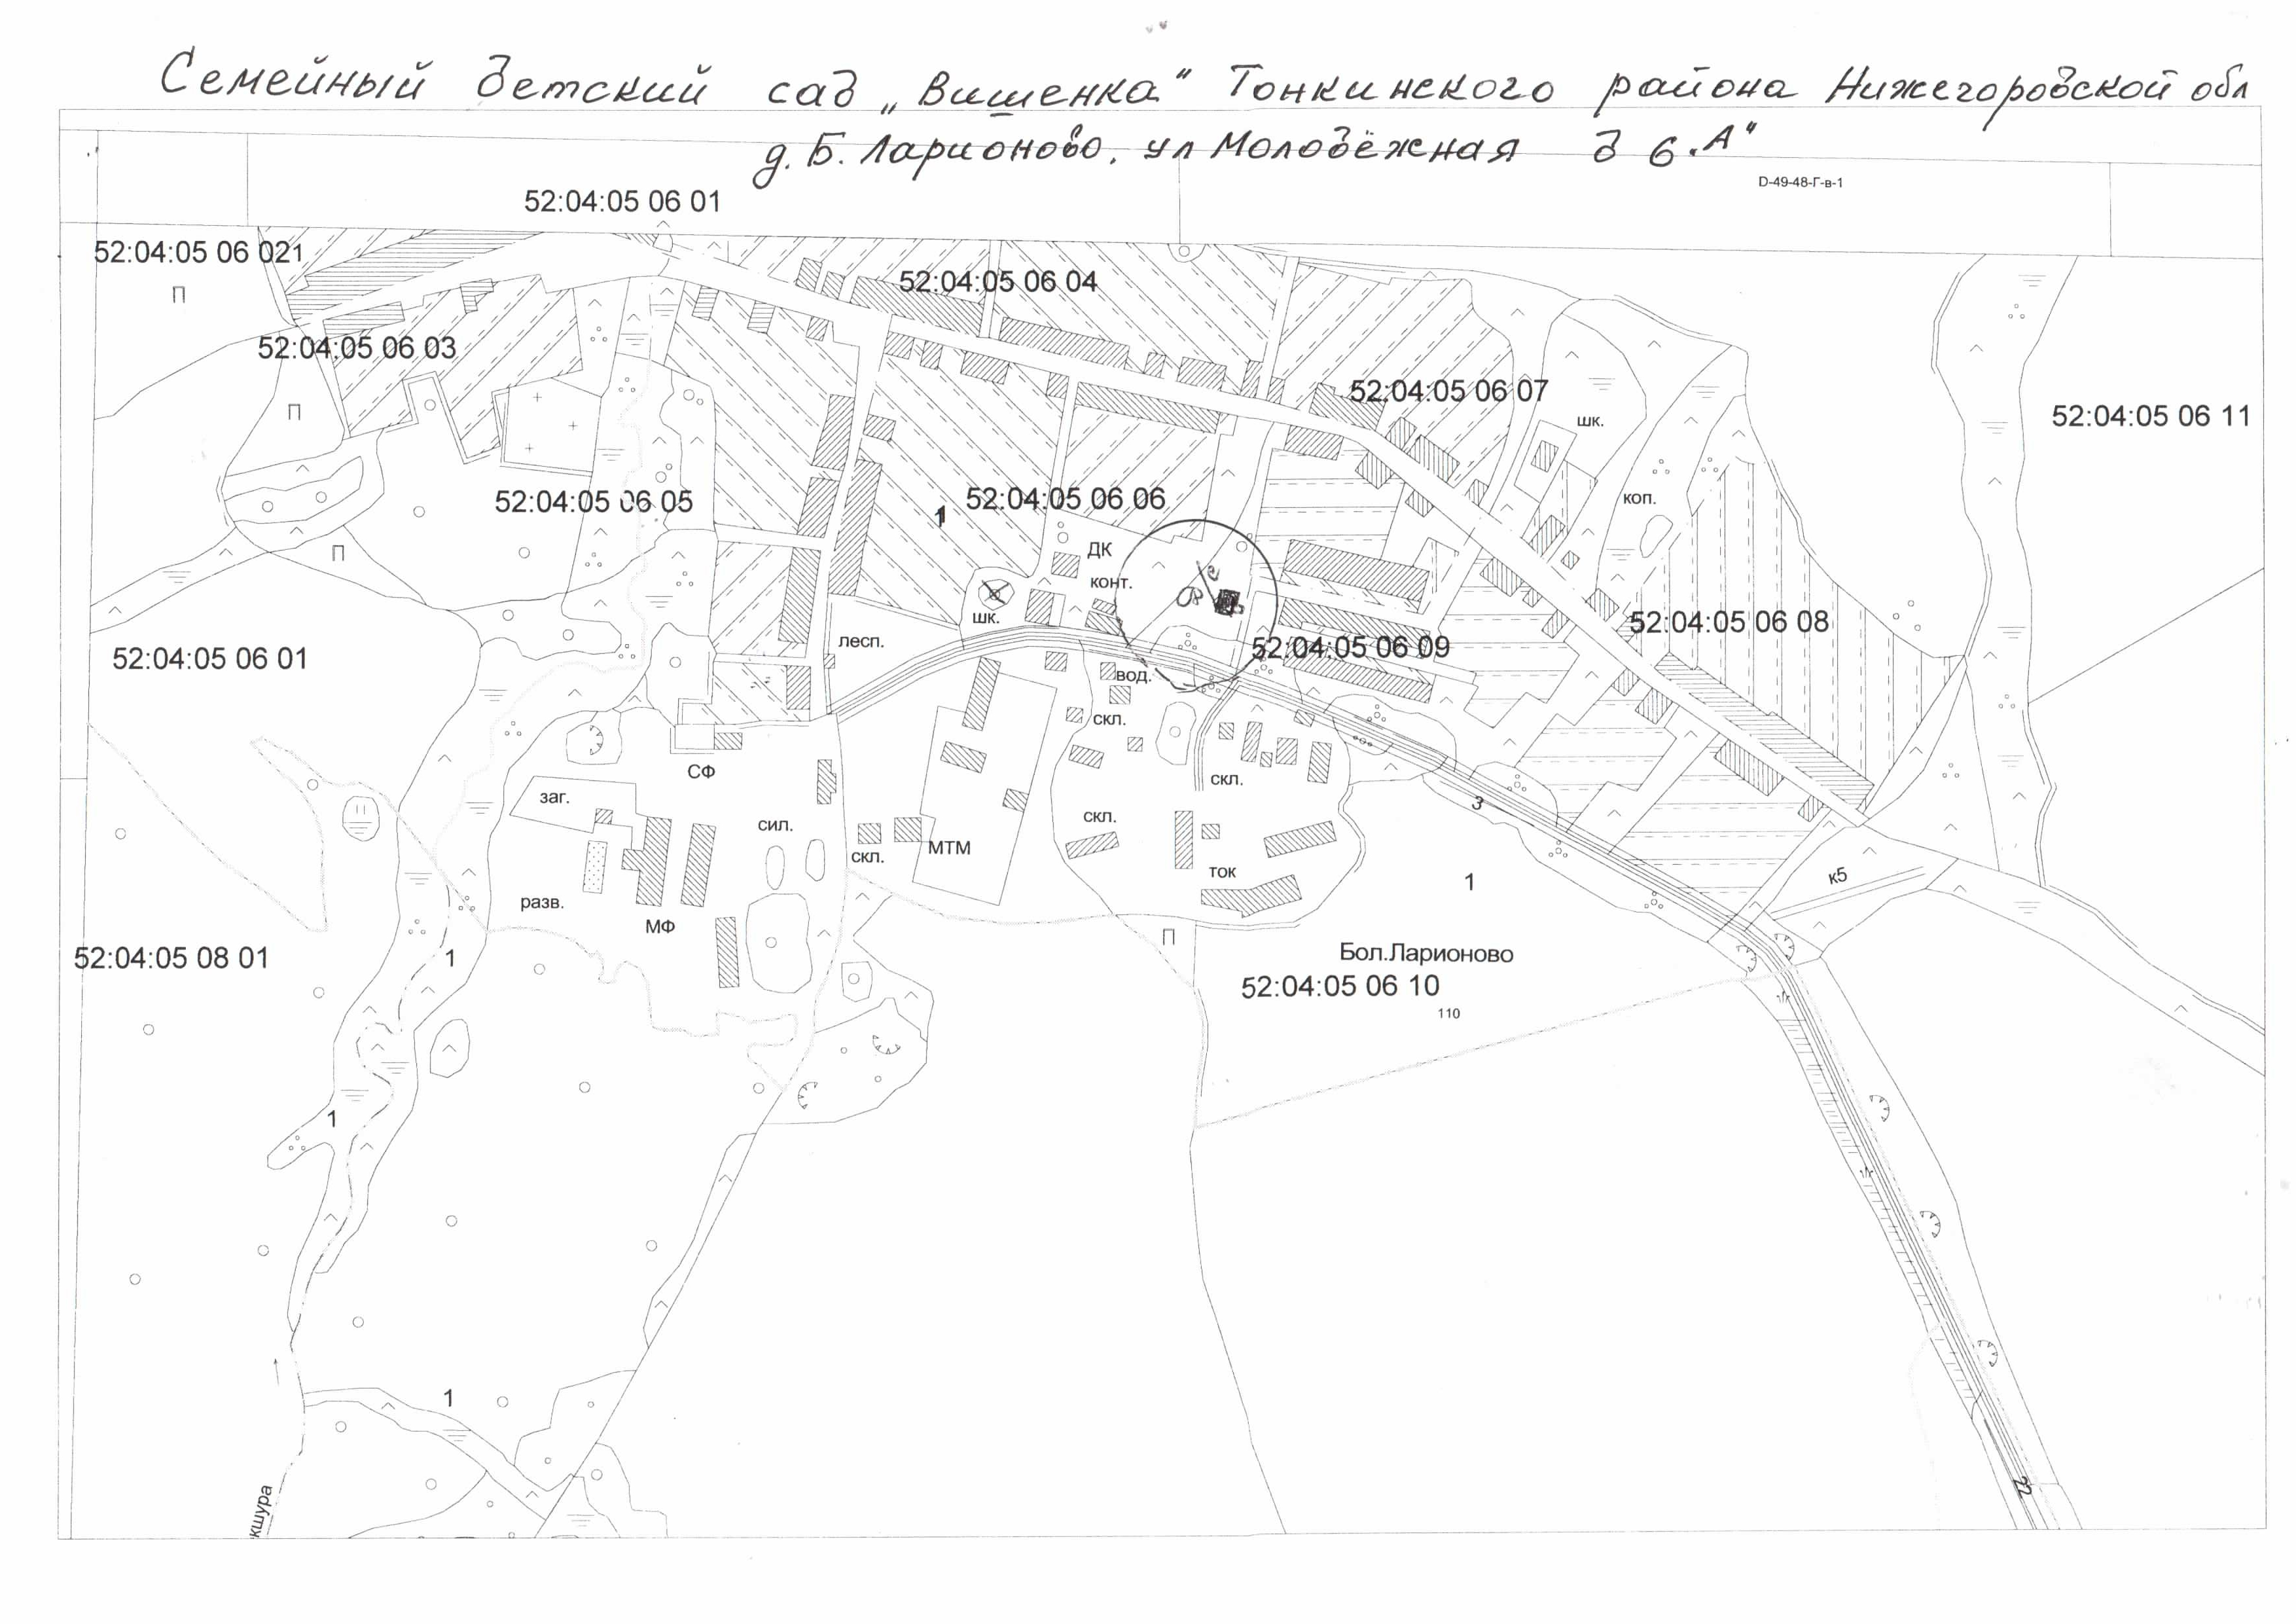 Семейный детский сад „Вишенка" Тонкинского района Нижегородской обл
д. Б. Ларионово, ул Молодёжная д 6 „А"
D-49-48-Г-в-1
52:04:05 06 01
52:04:05 06 021
П
52:04:05 06 04
52:04:05 06 03
52:04:05 06 07
52:04:05 06 11
П
шк.
коп.
52:04:05 06 05
52:04:05 06 06
1
П
ДК
конт.
шк.
лесп.
52:04:05 06 08
52:04:05 06 09
52:04:05 06 01
вод.
скл.
СФ
скл.
заг.
3
скл.
сил.
скл.
МТМ
ток
1
к5
разв.
МФ
П
Бол.Ларионово
52:04:05 08 01
1
52:04:05 06 10
110
1
1
22
кшура